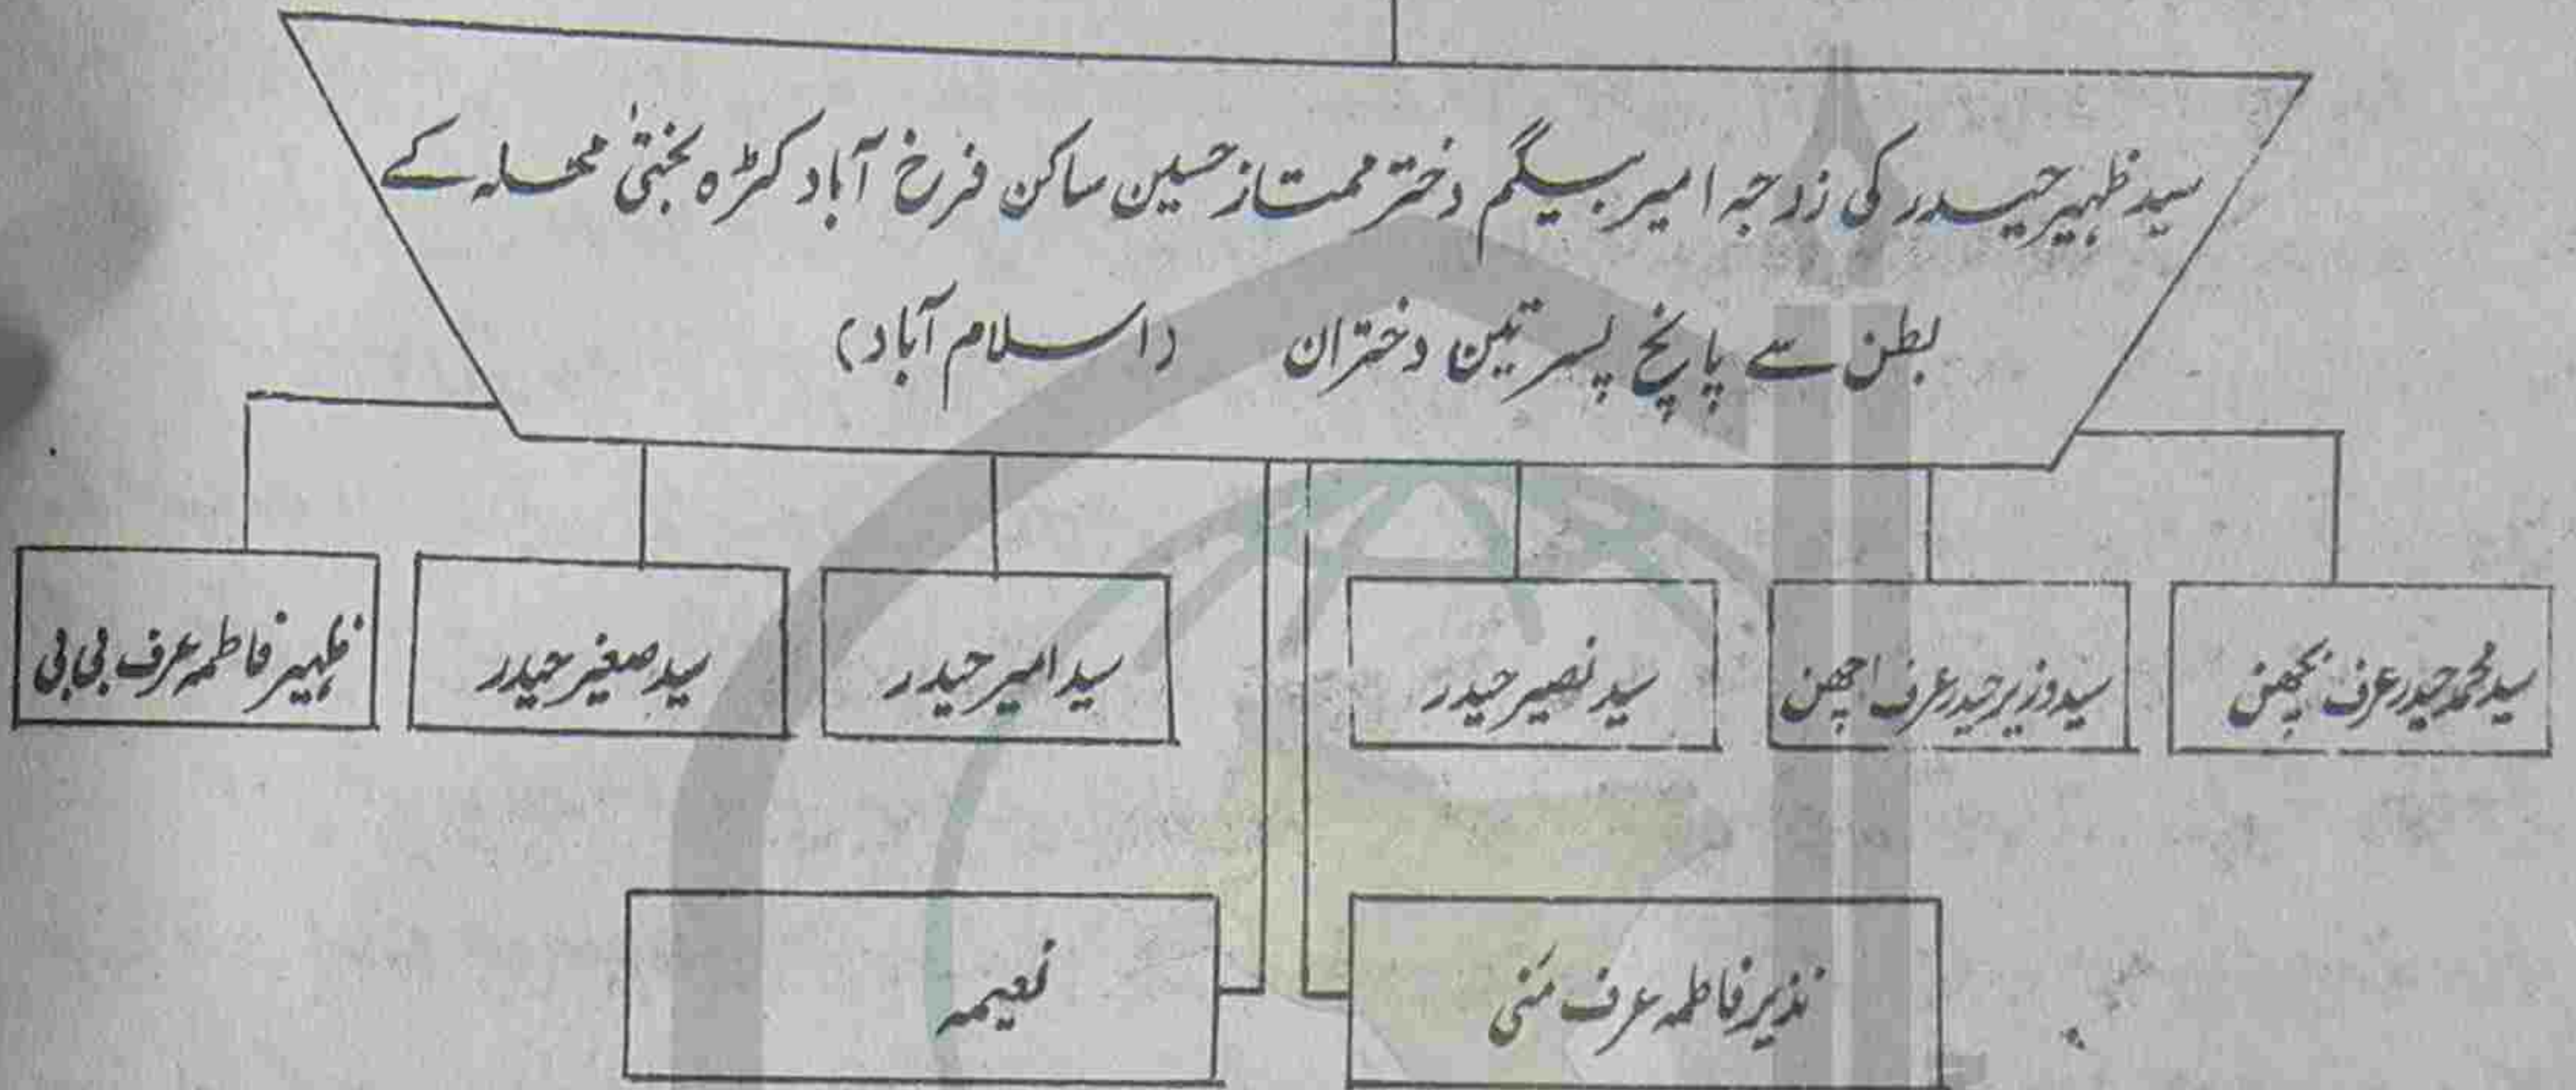 سید ظہیر حیدر کی زوجہ امیر بیگم دختر ممتاز حسین ساکن فرخ آباد کٹرہ بخشی محلہ کے
بطن سے پانچ پسر تین دختران (اسلام آباد)
سید محمد حیدر عرف بچھن
سید وزیر حیدر عرف اچھن
سید نصیر حیدر
سید امیر حیدر
سید صغیر حیدر
ظہیر فاطمہ عرف بی بی
نذیر فاطمہ عرف منی
نعیمہ